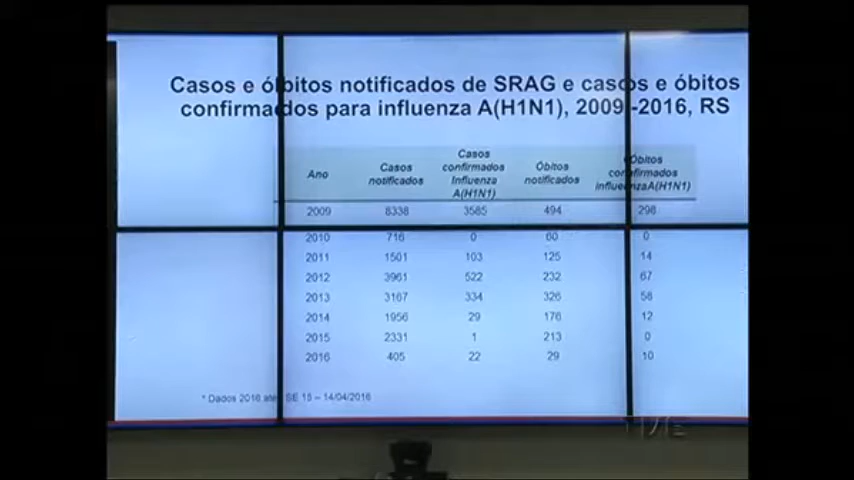 Casos e óbitos notificados de SRAG e casos e óbitos
confirmados para influenza A(H1N1), 2009 -2016, RS
Ano Casos notificados Casos confirmados Influenza A(H1N1) Óbitos notificados Óbitos confirmados influenzaA(H1N1)
2009 8338 3585 494 298
2010 716 0 60 0
2011 1501 103 125 14
2012 3961 522 232 67
2013 3167 334 326 58
2014 1956 29 176 12
2015 2331 1 213 0
2016 405 22 29 10
* Dados 2016 até SE 15 – 14/04/2016